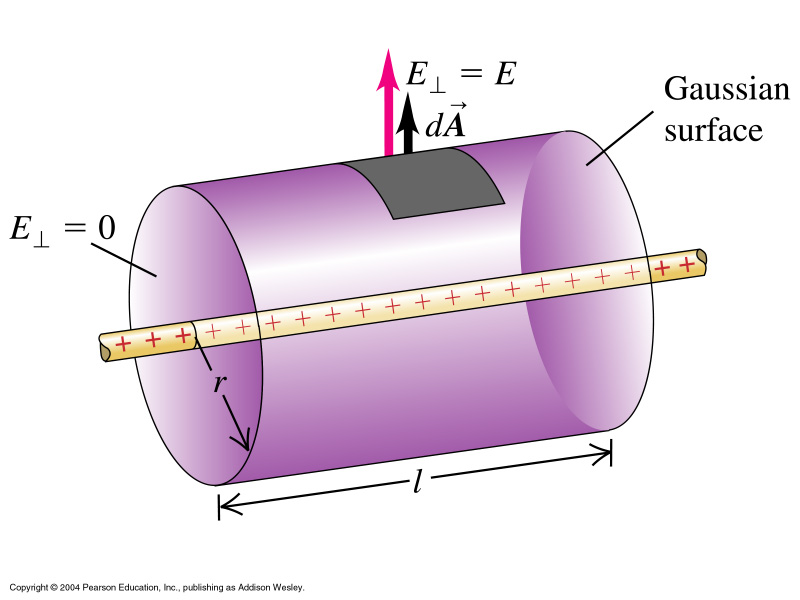 E⊥ = E
dA⃗
Gaussian
surface
E⊥ = 0
+ + + + + + + + + + + + + + + + + + + +
r
l
Copyright © 2004 Pearson Education, Inc., publishing as Addison Wesley.